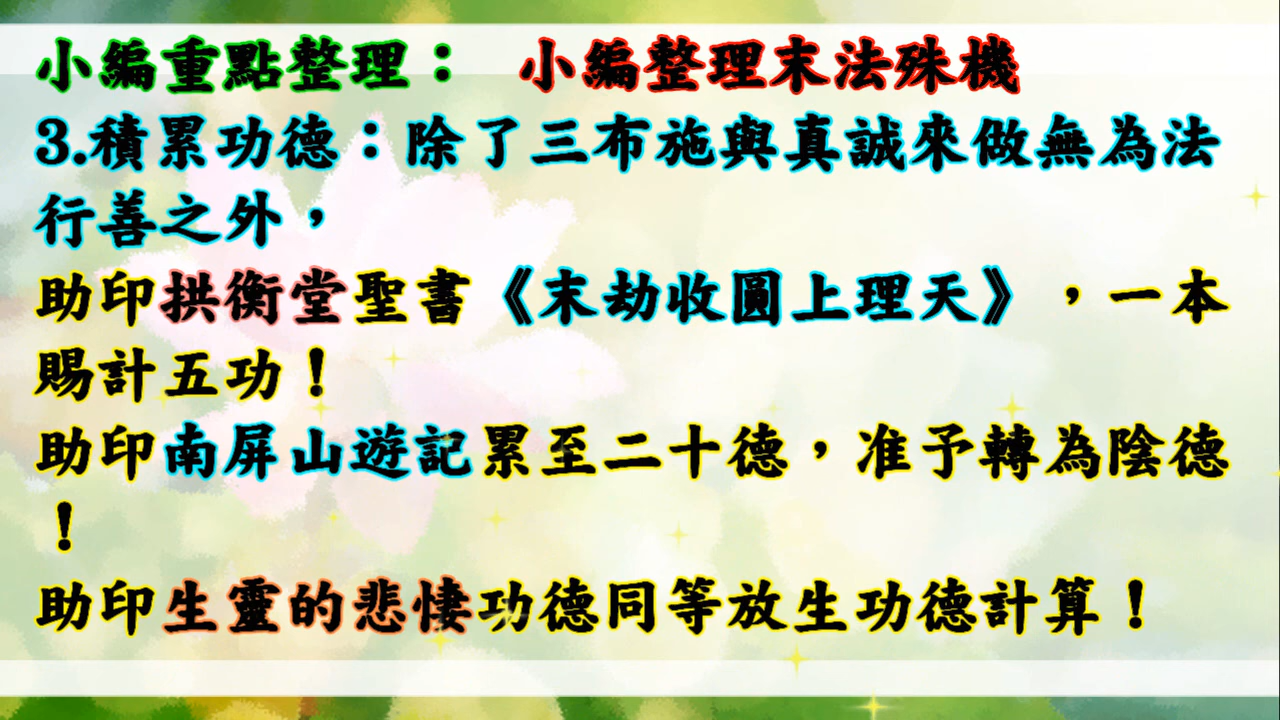 小編重點整理： 小編整理末法殊機
3.積累功德：除了三布施與真誠來做無為法
行善之外，
助印拱衡堂聖書《末劫收圓上理天》，一本
賜計五功！
助印南屏山遊記累至二十德，准予轉為陰德
！
助印生靈的悲悽功德同等放生功德計算！